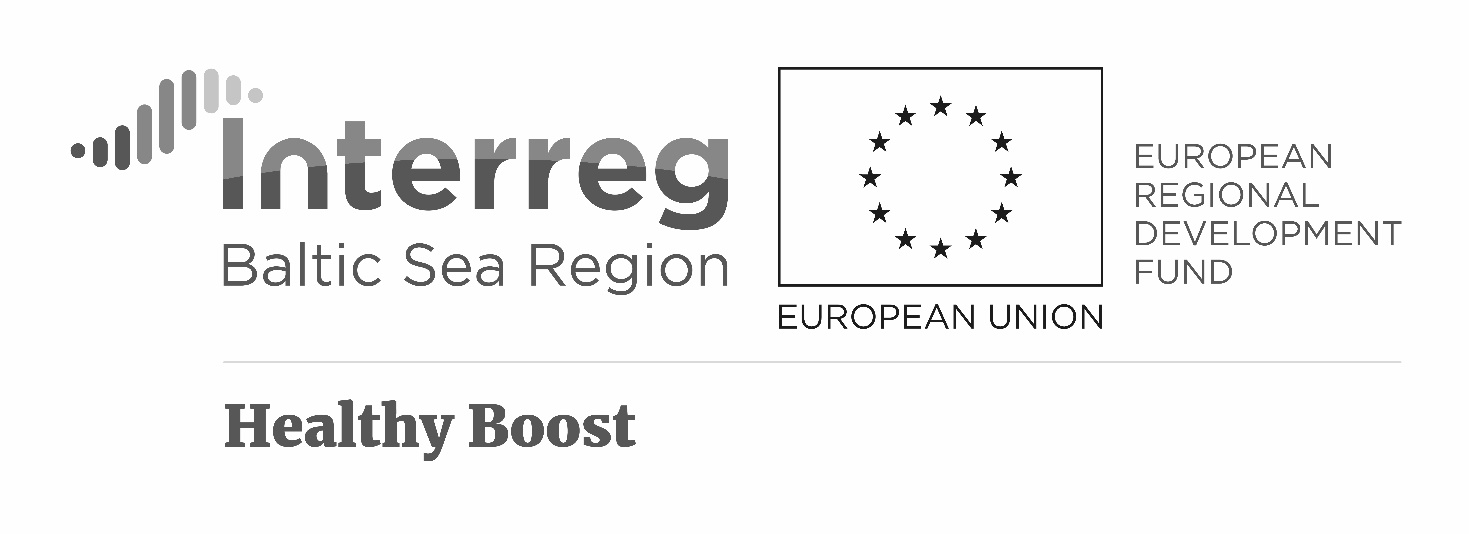 Interreg
Baltic Sea Region
EUROPEAN UNION
EUROPEAN
REGIONAL
DEVELOPMENT
FUND
Healthy Boost